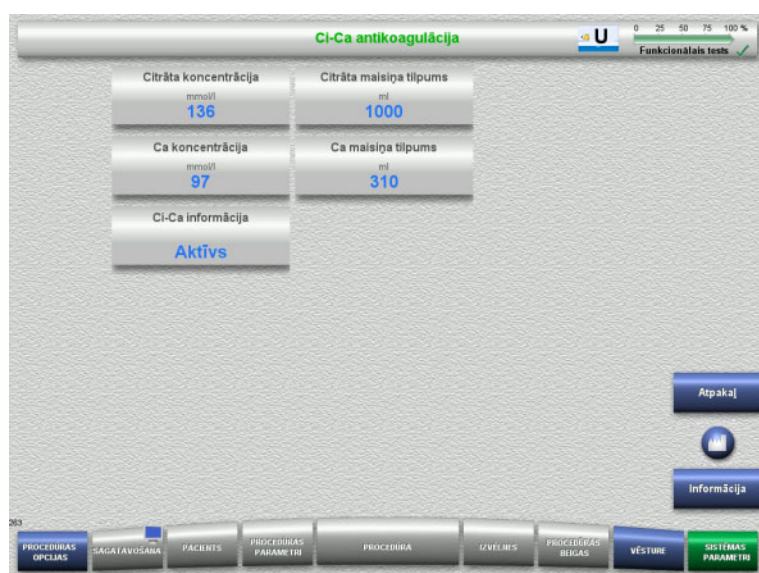 Ci-Ca antikoagulācija
U
0 25 50 75 100 %
Funkcionālais tests
Citrāta koncentrācija
mmol/l
136
Citrāta maisiņa tilpums
ml
1000
Ca koncentrācija
mmol/l
97
Ca maisiņa tilpums
ml
310
Ci-Ca informācija
Aktīvs
Atpakaļ
Informācija
263
PROCEDŪRAS
OPCIJAS
SAGATAVOŠANA
PACIENTS
PROCEDŪRAS
PARAMETRI
PROCEDŪRA
IZVĒLNES
PROCEDŪRAS
BEIGAS
VĒSTURE
SISTĒMAS
PARAMETRI